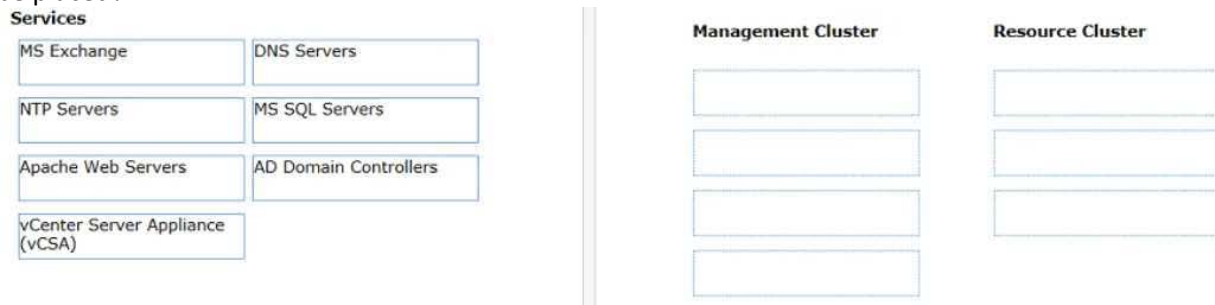 Services
MS Exchange
DNS Servers
NTP Servers
MS SQL Servers
Apache Web Servers
AD Domain Controllers
vCenter Server Appliance
(vCSA)
Management Cluster
Resource Cluster